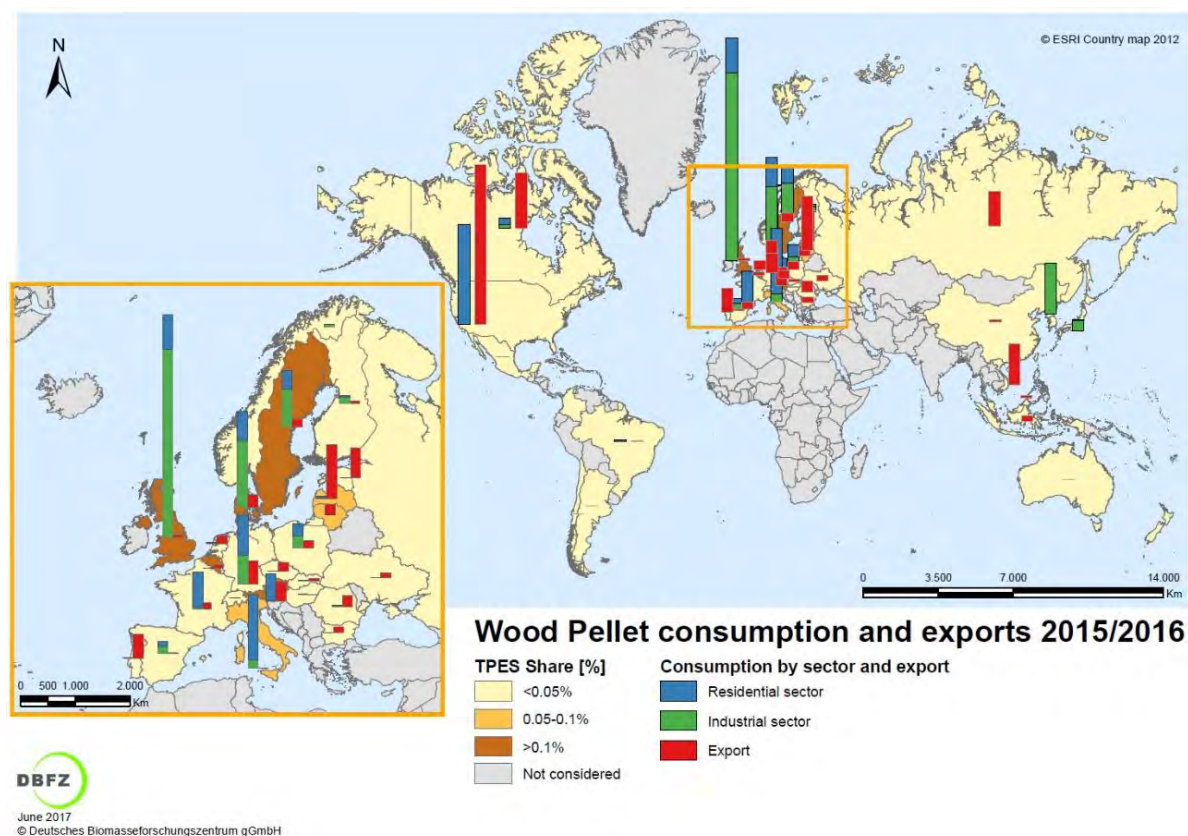 N
© ESRI Country map 2012
0 3.500 7.000 14.000
Km
0 500 1.000 2.000
Km
Wood Pellet consumption and exports 2015/2016
TPES Share [%]
<0.05%
0.05-0.1%
>0.1%
Not considered
Consumption by sector and export
Residential sector
Industrial sector
Export
DBFZ
June 2017
© Deutsches Biomasseforschungszentrum gGmbH